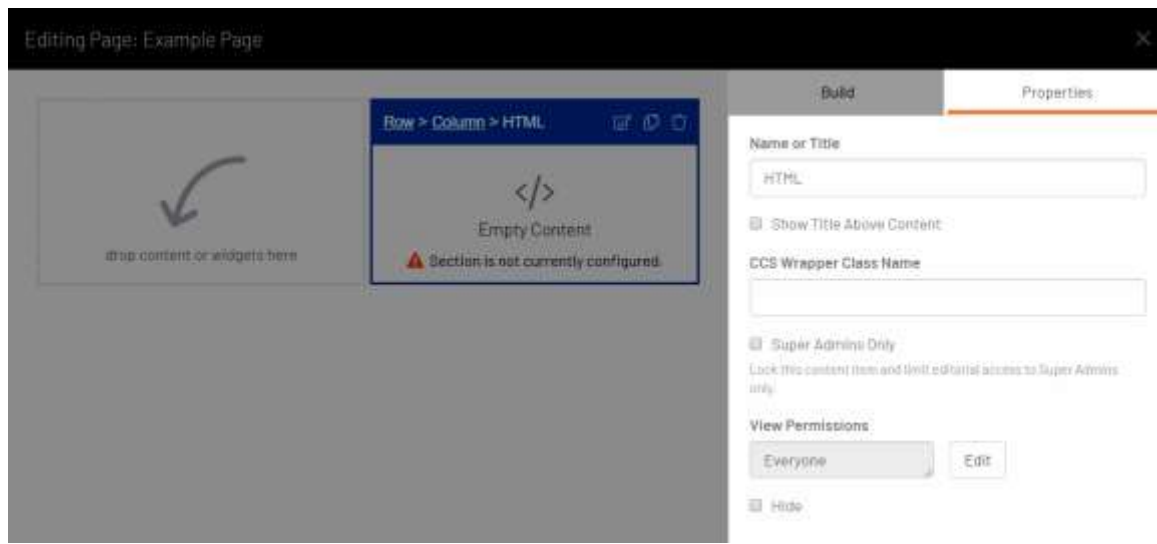 Editing Page: Example Page
Build
Properties
Row > Column > HTML
drop content or widgets here
</>
Empty Content
Section is not currently configured.
Name or Title
HTML
Show Title Above Content
CCS Wrapper Class Name
Super Admins Only
Lock this content item and limit editorial access to Super Admins
only.
View Permissions
Everyone
Edit
Hide